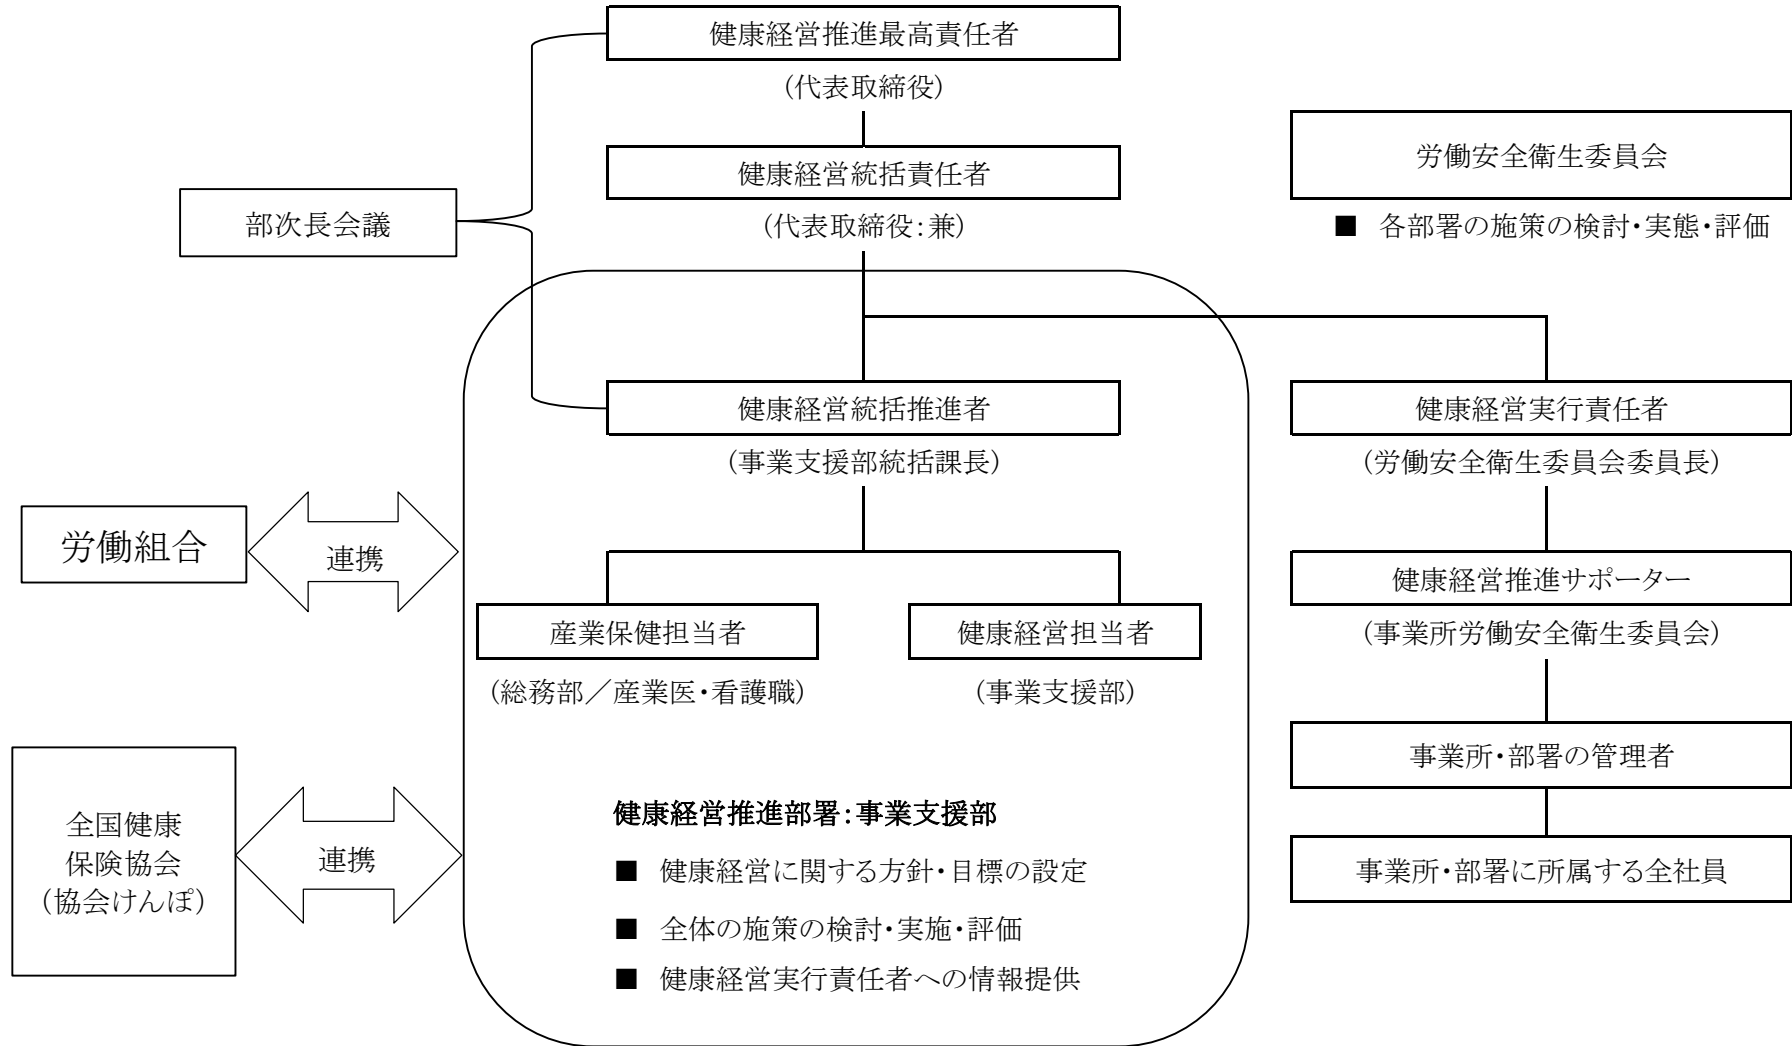 健康経営推進最高責任者
(代表取締役)
健康経営統括責任者
(代表取締役:兼)
部次長会議
労働安全衛生委員会
■ 各部署の施策の検討・実態・評価
健康経営統括推進者
(事業支援部統括課長)
健康経営実行責任者
(労働安全衛生委員会委員長)
労働組合
連携
健康経営推進サポーター
(事業所労働安全衛生委員会)
産業保健担当者
(総務部/産業医・看護職)
健康経営担当者
(事業支援部)
事業所・部署の管理者
事業所・部署に所属する全社員
全国健康
保険協会
(協会けんぽ)
連携
健康経営推進部署:事業支援部
■ 健康経営に関する方針・目標の設定
■ 全体の施策の検討・実施・評価
■ 健康経営実行責任者への情報提供